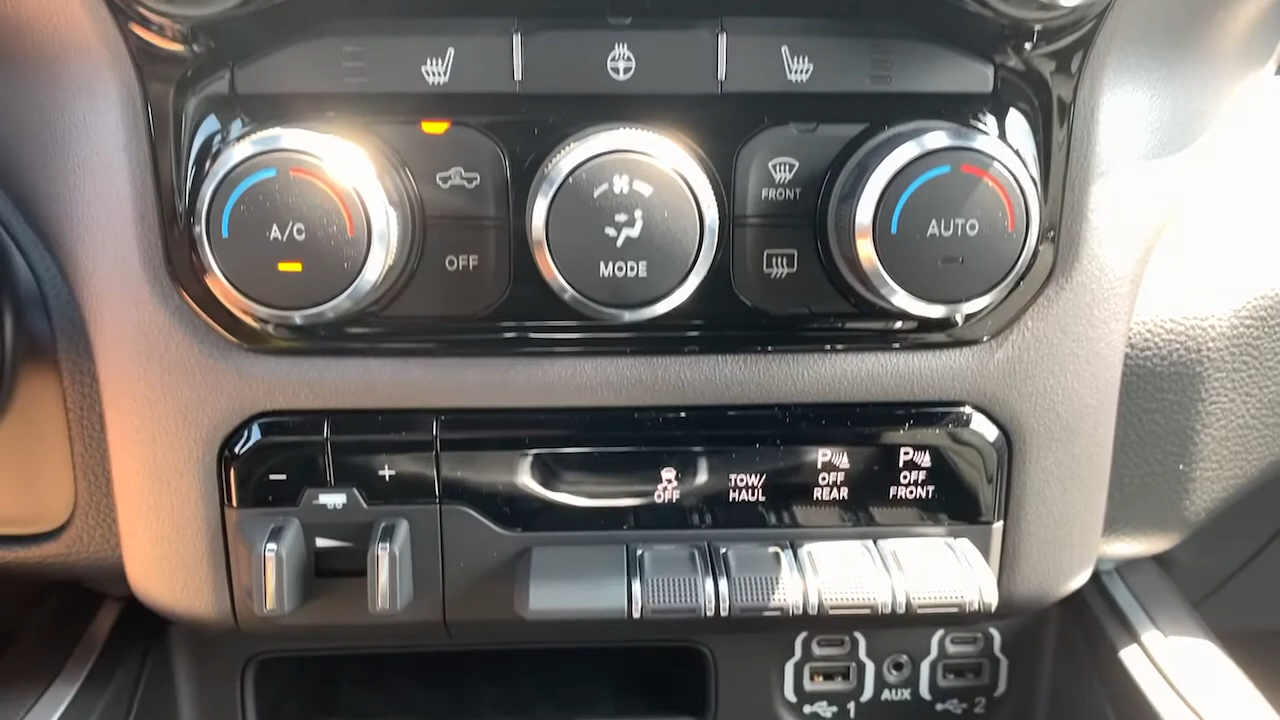 A/C
OFF
MODE
FRONT
AUTO
- +
OFF
TOW/
HAUL
P
OFF
REAR
P
OFF
FRONT
1
AUX
2